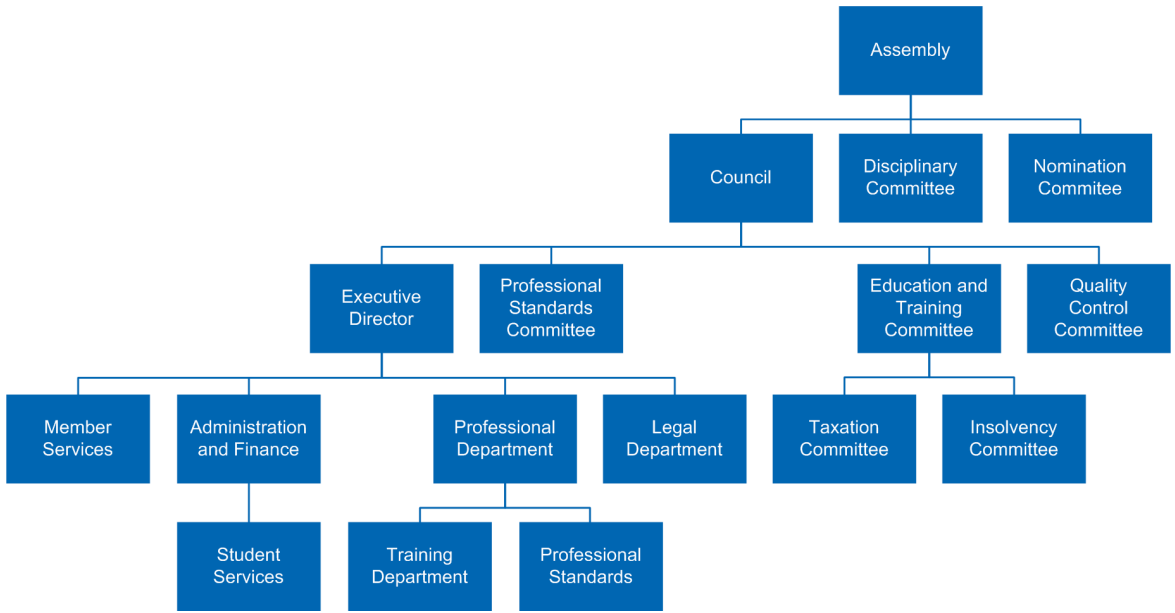 Assembly
Council
Disciplinary
Committee
Nomination
Commitee
Executive
Director
Professional
Standards
Committee
Education and
Training
Committee
Quality
Control
Committee
Member
Services
Administration
and Finance
Professional
Department
Legal
Department
Taxation
Committee
Insolvency
Committee
Student
Services
Training
Department
Professional
Standards